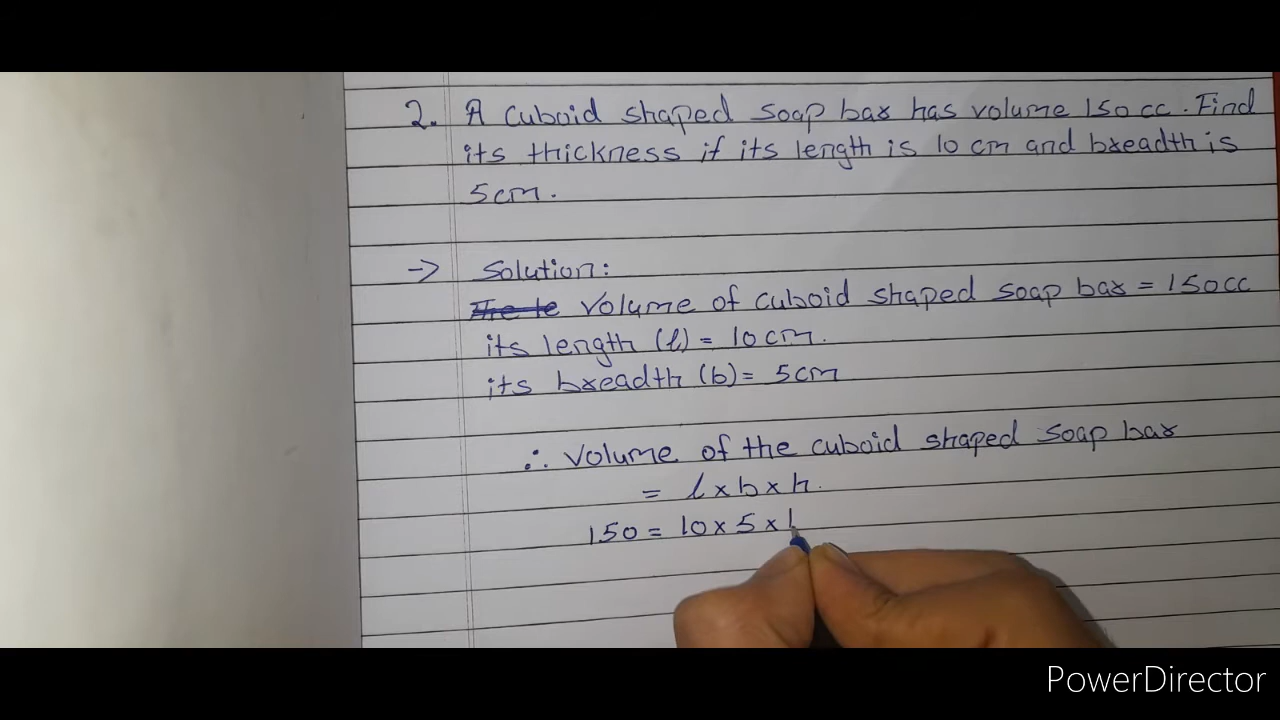 2. A cuboid shaped soap bar has volume 150 cc. Find
its thickness if its length is 10 cm and breadth is
5cm.
-> Solution:
The le Volume of cuboid shaped soap bar = 150cc
its length (l) = 10cm.
its breadth (b) = 5cm
∴ Volume of the cuboid shaped soap bar
= l x b x h.
150 = 10 x 5 x
PowerDirector